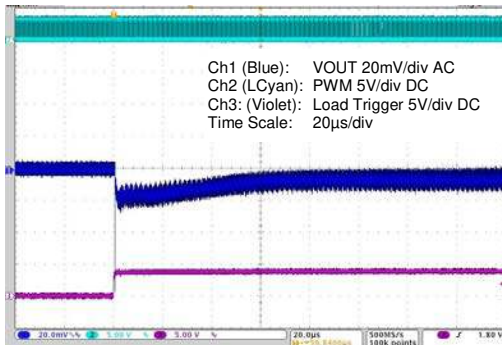 Ch1 (Blue): VOUT 20mV/div AC
Ch2 (LCyan): PWM 5V/div DC
Ch3: (Violet): Load Trigger 5V/div DC
Time Scale: 20µs/div
20.0mV 2 5.00 V 5.00 V
20.0µs
500MS/s
100k points
1.80 V